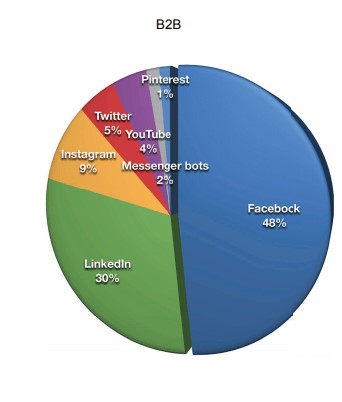 B2B
Pinterest
1%
Twitter
5%
YouTube
4%
Instagram
9%
Messenger bots
2%
Facebook
48%
LinkedIn
30%